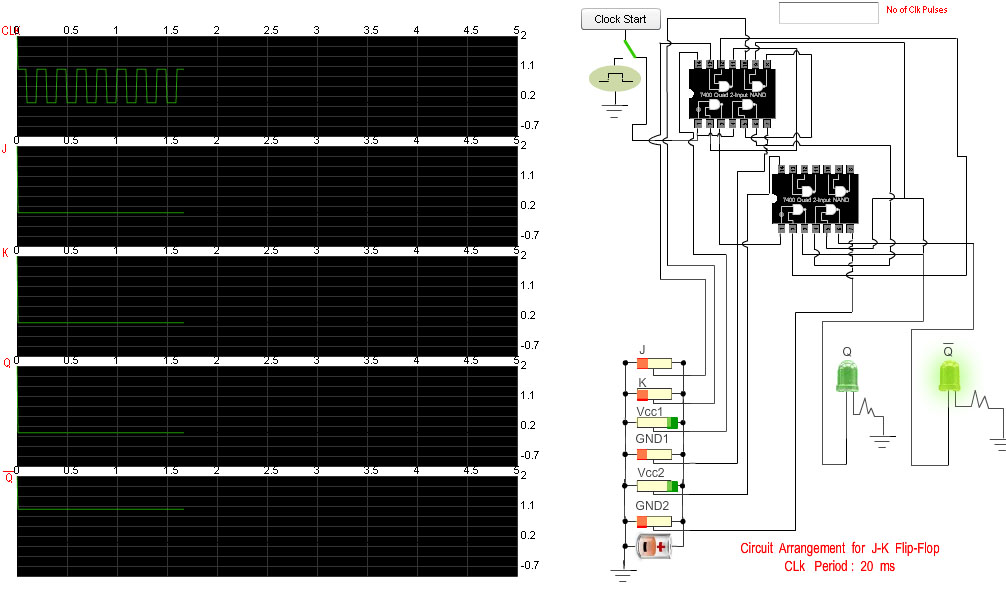 Clock Start
No of Clk Pulses
CLK
0 0.5 1 1.5 2 2.5 3 3.5 4 4.5 5
2
1.1
0.2
-0.7
0 0.5 1 1.5 2 2.5 3 3.5 4 4.5 5
J
2
1.1
0.2
-0.7
0 0.5 1 1.5 2 2.5 3 3.5 4 4.5 5
K
2
1.1
0.2
-0.7
0 0.5 1 1.5 2 2.5 3 3.5 4 4.5 5
Q
2
1.1
0.2
-0.7
0 0.5 1 1.5 2 2.5 3 3.5 4 4.5 5
Q̅
2
1.1
0.2
-0.7
7400 Quad 2-Input NAND
7400 Quad 2-Input NAND
J
K
Vcc1
GND1
Vcc2
GND2
Q
Q̅
Circuit Arrangement for J-K Flip-Flop
CLk Period : 20 ms